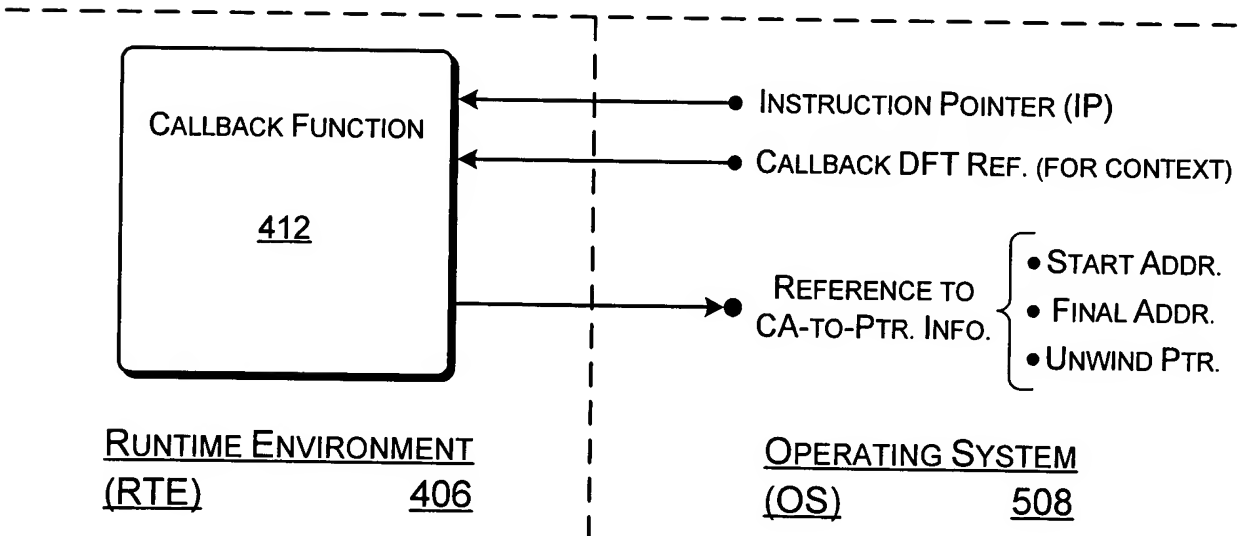 CALLBACK FUNCTION
412
INSTRUCTION POINTER (IP)
CALLBACK DFT REF. (FOR CONTEXT)
REFERENCE TO
CA-TO-PTR. INFO.
• START ADDR.
• FINAL ADDR.
• UNWIND PTR.
RUNTIME ENVIRONMENT
(RTE) 406
OPERATING SYSTEM
(OS) 508